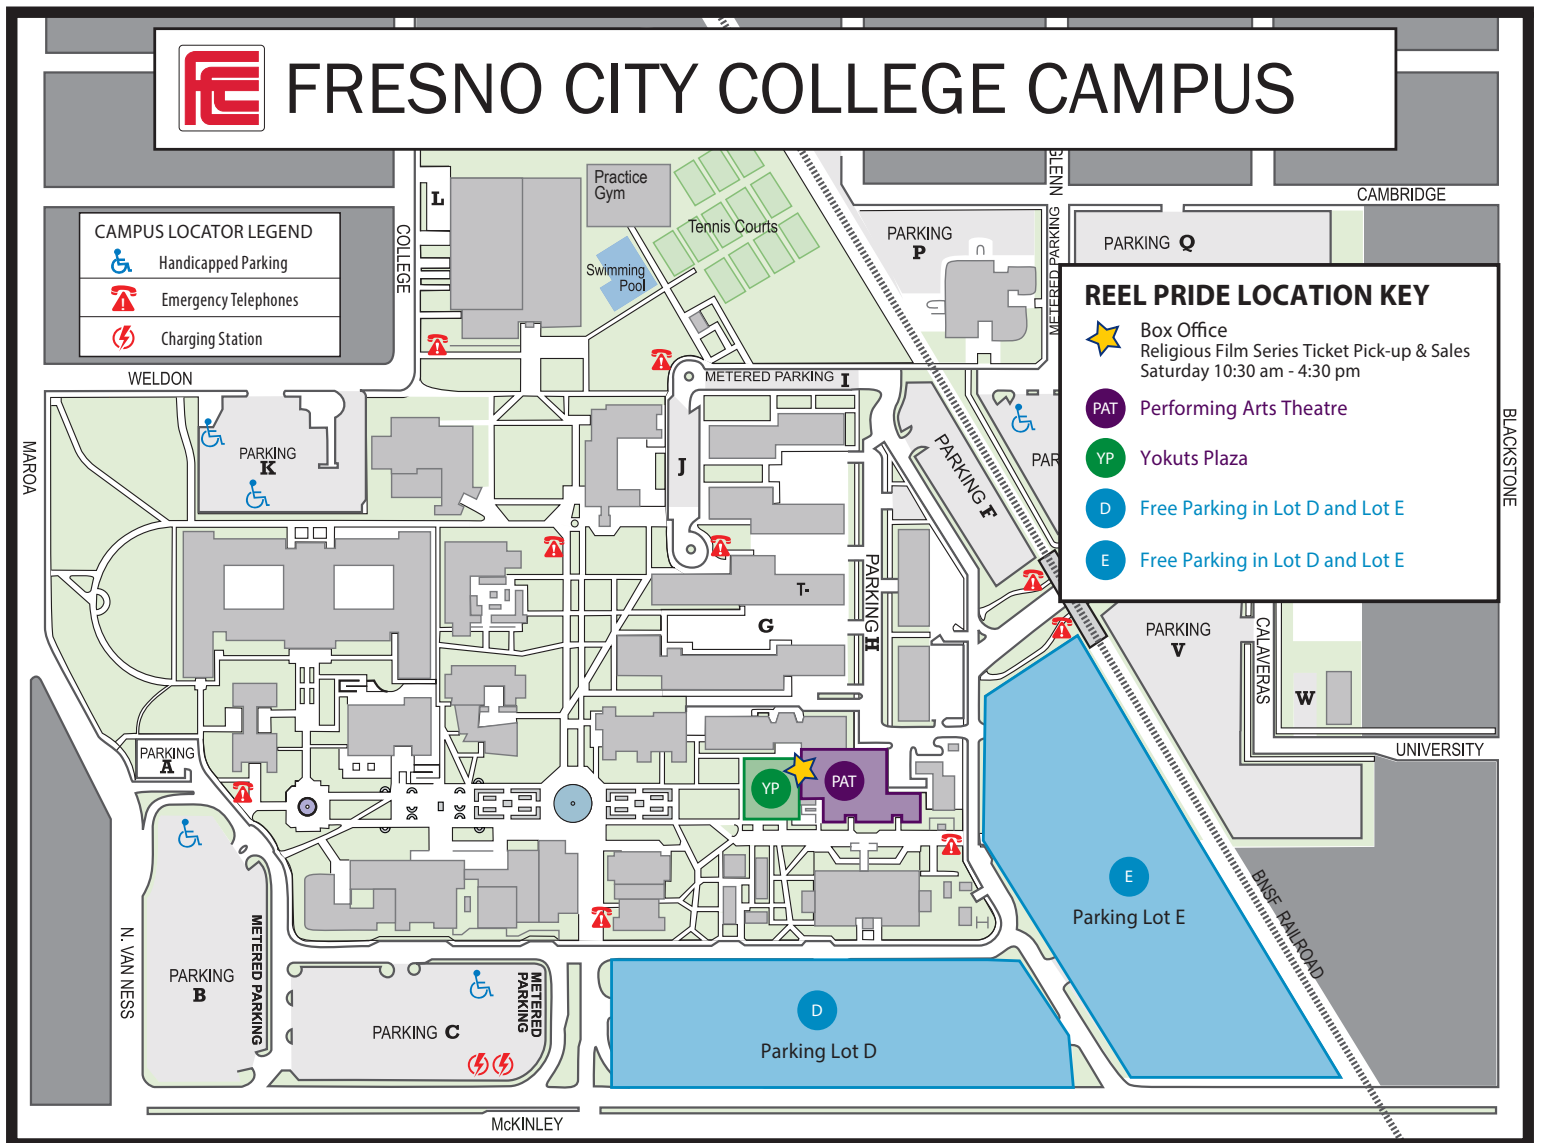 FCC
FRESNO CITY COLLEGE CAMPUS
CAMPUS LOCATOR LEGEND
Handicapped Parking
Emergency Telephones
Charging Station
REEL PRIDE LOCATION KEY
Box Office
Religious Film Series Ticket Pick-up & Sales
Saturday 10:30 am - 4:30 pm
PAT Performing Arts Theatre
YP Yokuts Plaza
D Free Parking in Lot D and Lot E
E Free Parking in Lot D and Lot E
L
COLLEGE
Practice
Gym
Tennis Courts
Swimming
Pool
PARKING
P
GLENN
METERED PARKING
CAMBRIDGE
PARKING Q
WELDON
MAROA
PARKING
K
METERED PARKING I
J
PARKING F
PAR
BLACKSTONE
T-
G
PARKING H
PARKING
V
CALAVERAS
W
UNIVERSITY
PARKING
A
YP
PAT
E
Parking Lot E
BNSF RAILROAD
N. VAN NESS
PARKING
B
METERED PARKING
PARKING C
METERED
PARKING
D
Parking Lot D
McKINLEY